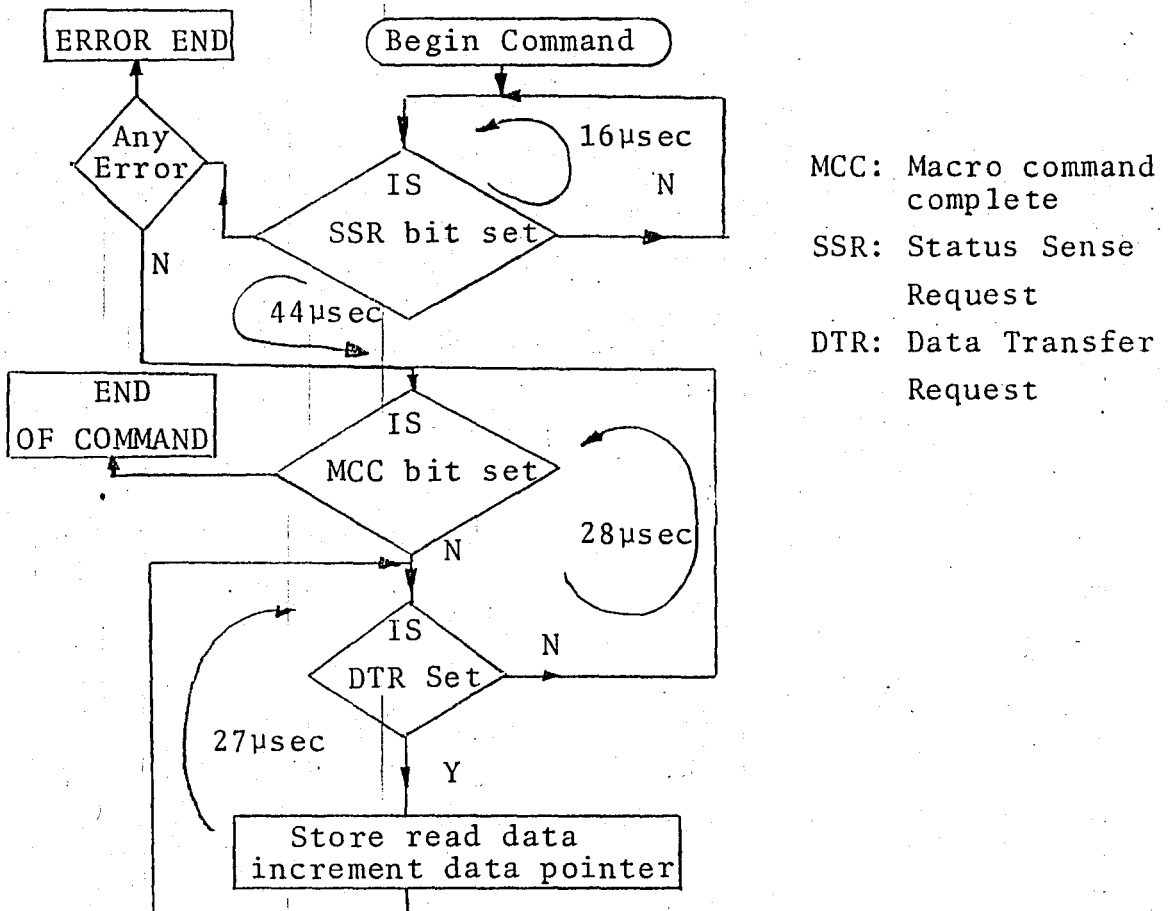 ERROR END
Begin Command
Any
Error
16µsec
N
IS
SSR bit set
N
44µsec
END
OF COMMAND
IS
MCC bit set
N
28µsec
IS
DTR Set
N
27µsec
Y
Store read data
increment data pointer
MCC: Macro command
complete
SSR: Status Sense
Request
DTR: Data Transfer
Request